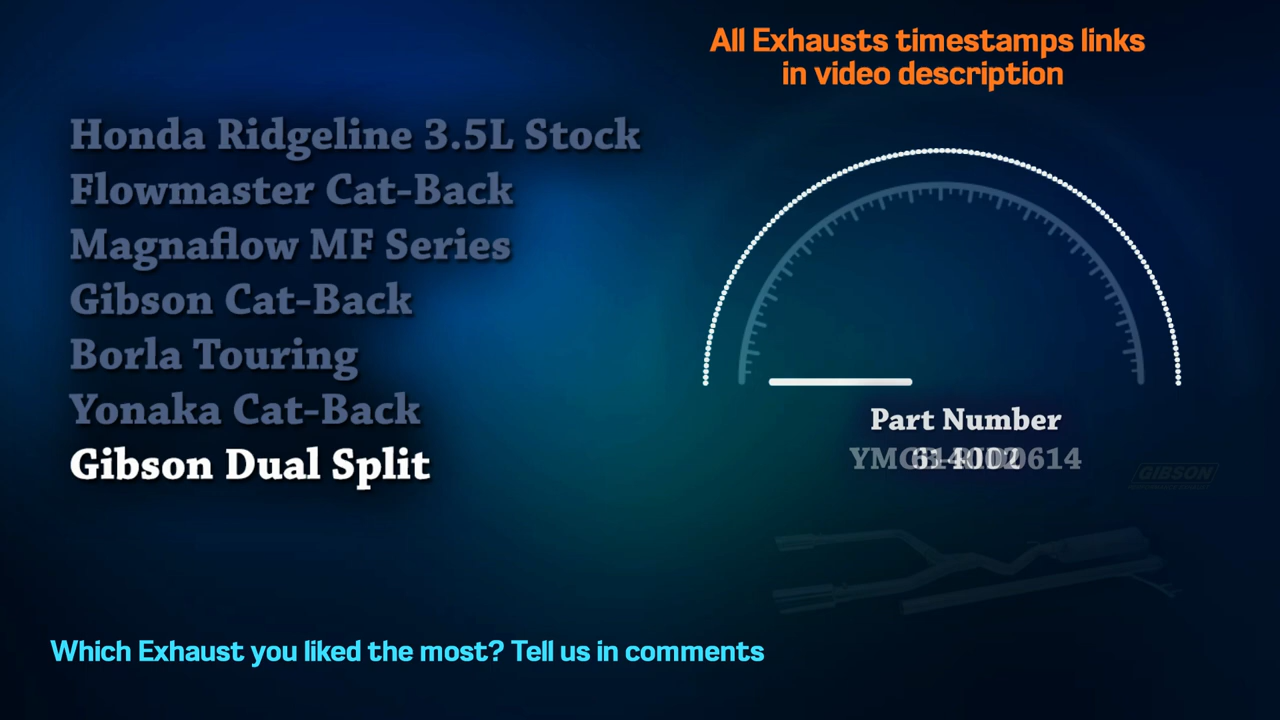 All Exhausts timestamps links
in video description
Honda Ridgeline 3.5L Stock
Flowmaster Cat-Back
Magnaflow MF Series
Gibson Cat-Back
Borla Touring
Yonaka Cat-Back
Gibson Dual Split
Part Number
GIBSON
Which Exhaust you liked the most? Tell us in comments